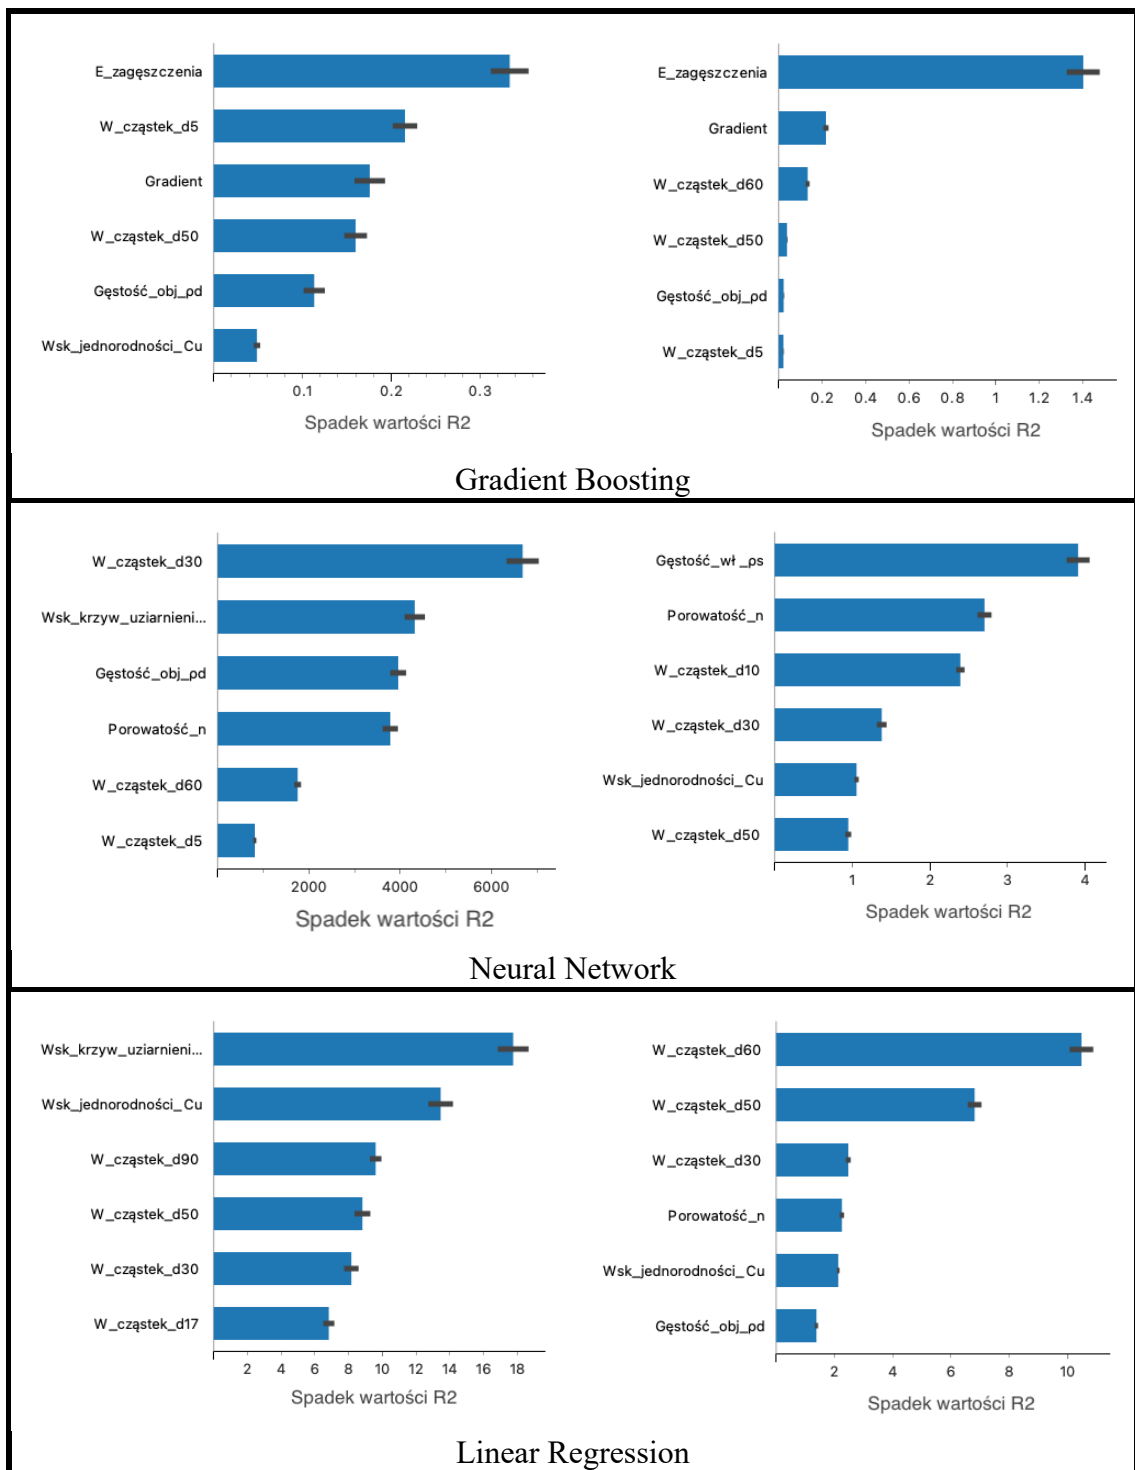 E_zagęszczenia
W_cząstek_d5
Gradient
W_cząstek_d50
Gęstość_obj_ρd
Wsk_jednorodności_Cu
0.1 0.2 0.3
Spadek wartości R2
E_zagęszczenia
Gradient
W_cząstek_d60
W_cząstek_d50
Gęstość_obj_ρd
W_cząstek_d5
0.2 0.4 0.6 0.8 1 1.2 1.4
Spadek wartości R2
Gradient Boosting
W_cząstek_d30
Wsk_krzyw_uziarnieni...
Gęstość_obj_ρd
Porowatość_n
W_cząstek_d60
W_cząstek_d5
2000 4000 6000
Spadek wartości R2
Gęstość_wł_ρs
Porowatość_n
W_cząstek_d10
W_cząstek_d30
Wsk_jednorodności_Cu
W_cząstek_d50
1 2 3 4
Spadek wartości R2
Neural Network
Wsk_krzyw_uziarnieni...
Wsk_jednorodności_Cu
W_cząstek_d90
W_cząstek_d50
W_cząstek_d30
W_cząstek_d17
2 4 6 8 10 12 14 16 18
Spadek wartości R2
W_cząstek_d60
W_cząstek_d50
W_cząstek_d30
Porowatość_n
Wsk_jednorodności_Cu
Gęstość_obj_ρd
2 4 6 8 10
Spadek wartości R2
Linear Regression